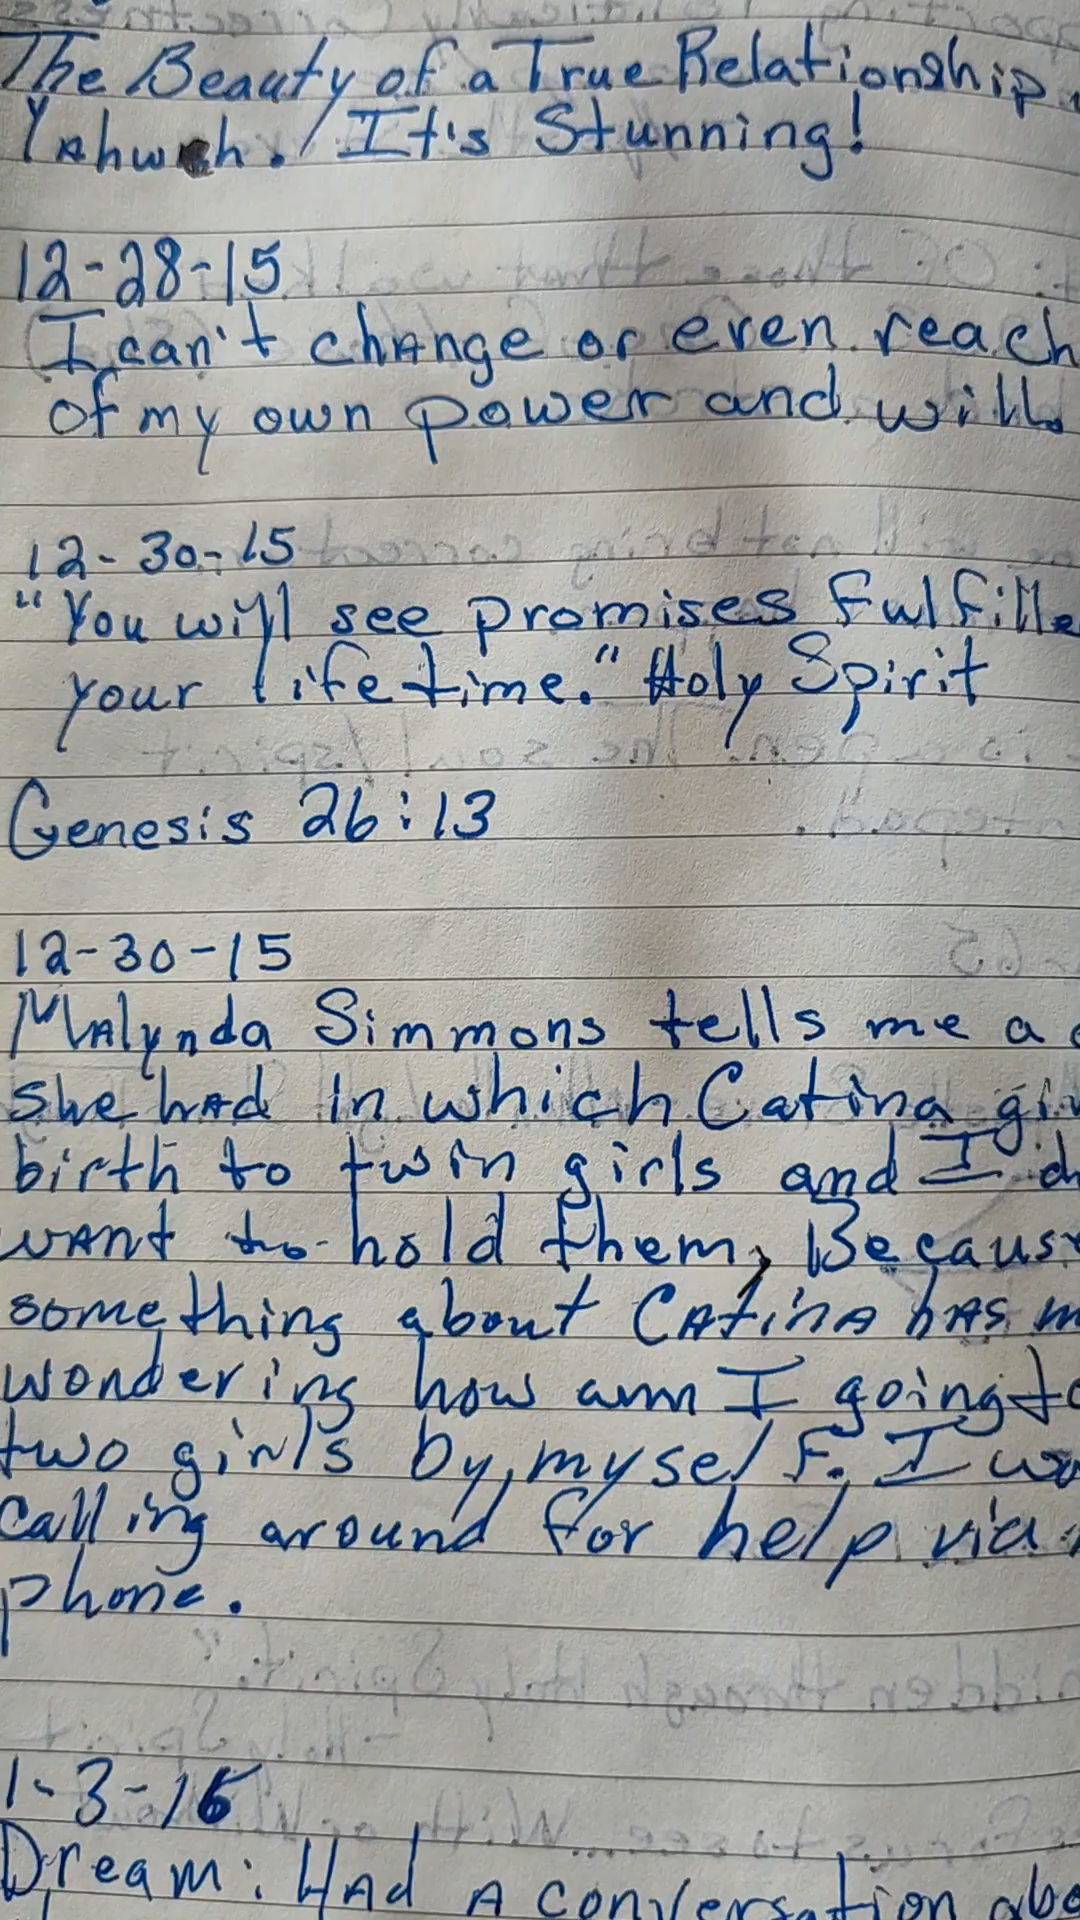 The Beauty of a True Relationship,
Yahweh. / It's Stunning!
12-28-15
I can't change or even reach
of my own power and will.
12-30-15
"You will see promises fulfille
your lifetime." Holy Spirit
Genesis 26:13
12-30-15
Malynda Simmons tells me a
she had in which Catina giv
birth to twin girls and I
want to hold them, Because
something about Catina has
wondering how am I going to
two girls by myself. I
calling around for help via
phone.
1-3-16
Dream: Had a conversation abo